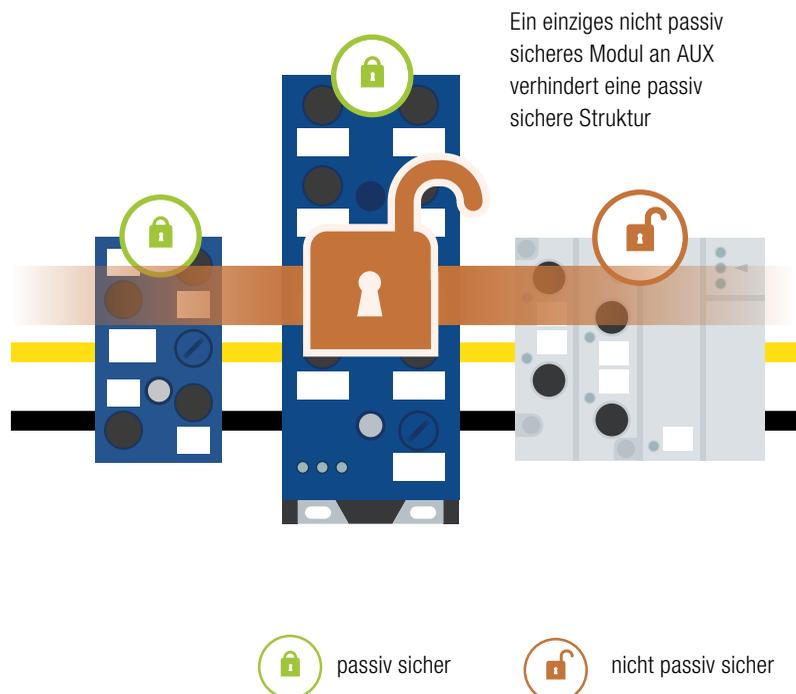 Ein einziges nicht passiv
sicheres Modul an AUX
verhindert eine passiv
sichere Struktur
passiv sicher
nicht passiv sicher